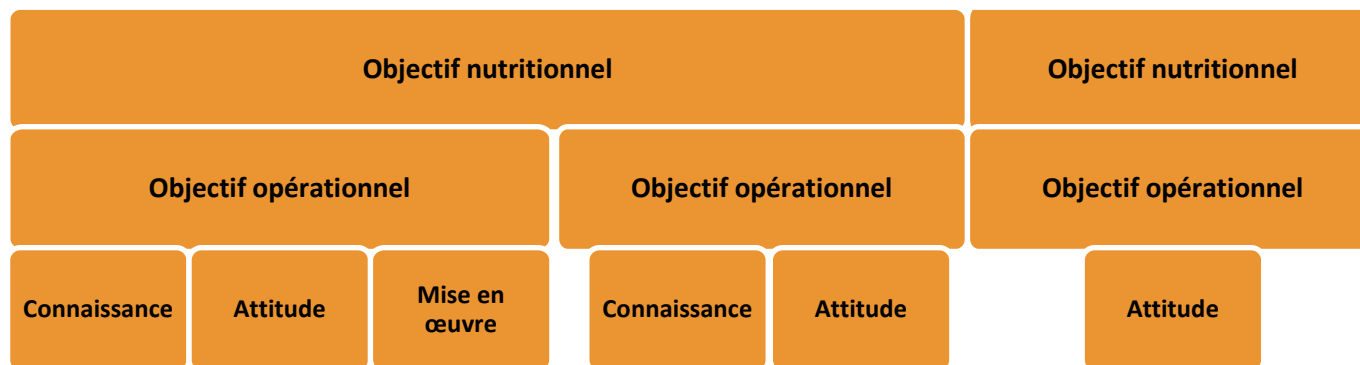 Objectif nutritionnel
Objectif nutritionnel
Objectif opérationnel
Objectif opérationnel
Objectif opérationnel
Connaissance
Attitude
Mise en
œuvre
Connaissance
Attitude
Attitude